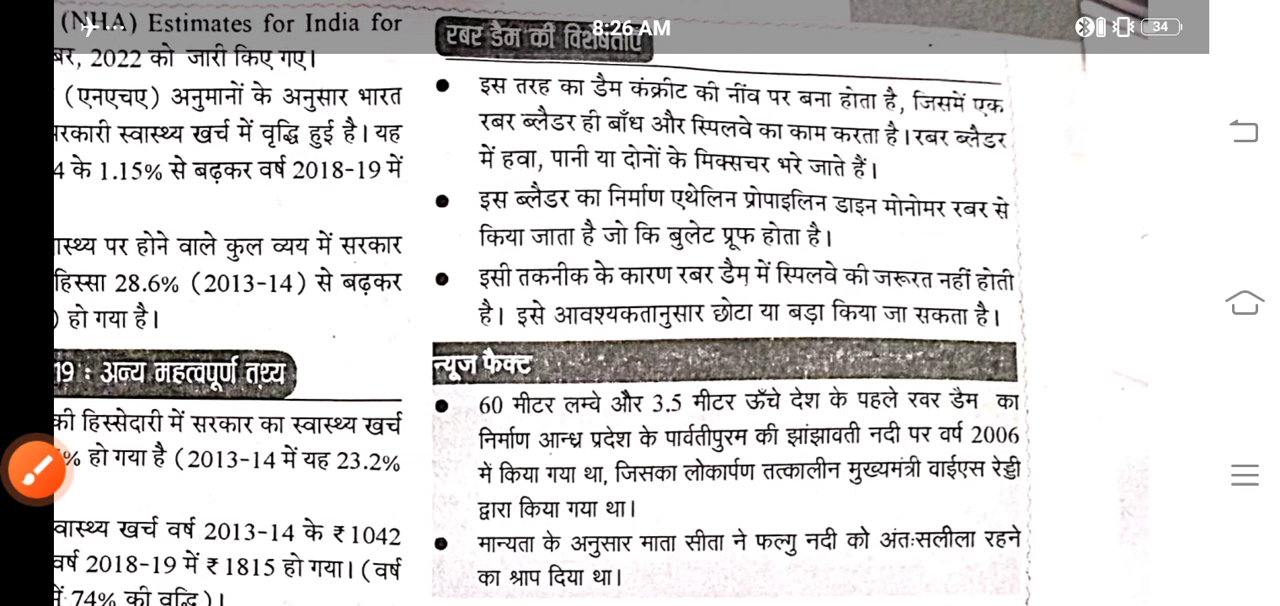 (NHA) Estimates for India for
8:26 AM
34
बर, 2022 को जारी किए गए।
(एनएचए) अनुमानों के अनुसार भारत
रकारी स्वास्थ्य खर्च में वृद्धि हुई है। यह
4 के 1.15% से बढ़कर वर्ष 2018-19 में
ास्थ्य पर होने वाले कुल व्यय में सरकार
हिस्सा 28.6% (2013-14) से बढ़कर
) हो गया है।
19 : अन्य महत्वपूर्ण तथ्य
की हिस्सेदारी में सरकार का स्वास्थ्य खर्च
% हो गया है (2013-14 में यह 23.2%
वास्थ्य खर्च वर्ष 2013-14 के ₹ 1042
वर्ष 2018-19 में ₹ 1815 हो गया। (वर्ष
में 74% की वृद्धि)।
रबर डैम की विशेषताएँ
● इस तरह का डैम कंक्रीट की नींव पर बना होता है, जिसमें एक
रबर ब्लैडर ही बाँध और स्पिलवे का काम करता है। रबर ब्लैडर
में हवा, पानी या दोनों के मिक्सचर भरे जाते हैं।
● इस ब्लैडर का निर्माण एथेलिन प्रोपाइलिन डाइन मोनोमर रबर से
किया जाता है जो कि बुलेट प्रूफ होता है।
● इसी तकनीक के कारण रबर डैम में स्पिलवे की जरूरत नहीं होती
है। इसे आवश्यकतानुसार छोटा या बड़ा किया जा सकता है।
न्यूज फैक्ट
● 60 मीटर लम्बे और 3.5 मीटर ऊँचे देश के पहले रबर डैम का
निर्माण आन्ध्र प्रदेश के पार्वतीपुरम की झांझावती नदी पर वर्ष 2006
में किया गया था, जिसका लोकार्पण तत्कालीन मुख्यमंत्री वाईएस रेड्डी
द्वारा किया गया था।
● मान्यता के अनुसार माता सीता ने फल्गु नदी को अंतःसलीला रहने
का श्राप दिया था।